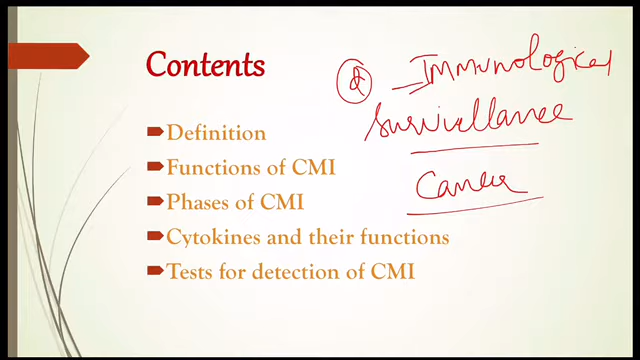 Contents
Definition
Functions of CMI
Phases of CMI
Cytokines and their functions
Tests for detection of CMI
Immunological
Survillance
Cancer